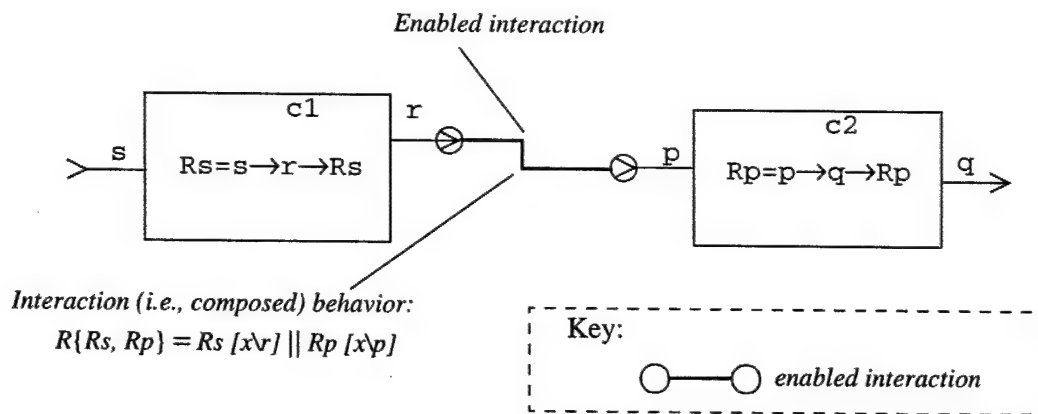 Enabled interaction
c1
r
s
Rs=s→r→Rs
p
c2
Rp=p→q→Rp
q
Interaction (i.e., composed) behavior:
R{Rs, Rp} = Rs [x\r] || Rp [x\p]
Key:
enabled interaction